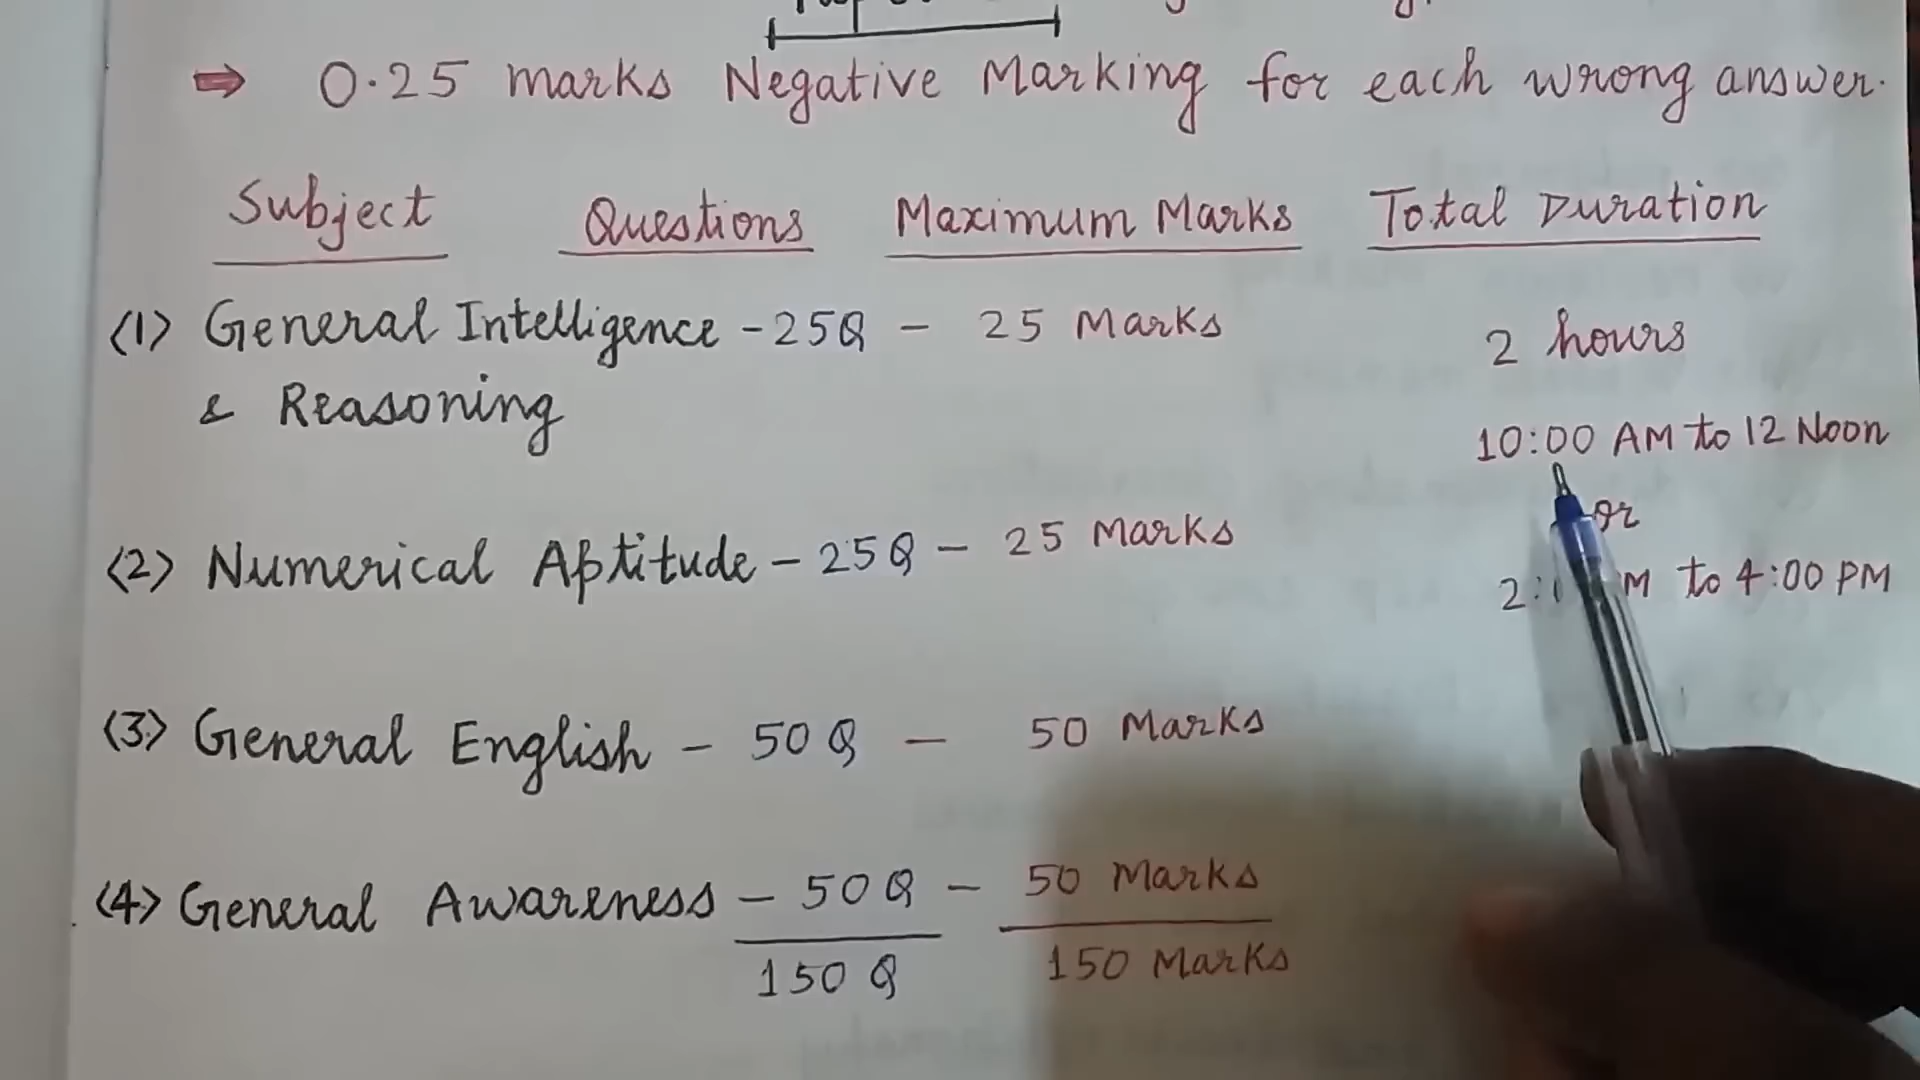 ⇒ 0.25 marks Negative Marking for each wrong answer.
Subject Questions Maximum Marks Total Duration
(1) General Intelligence - 25Q - 25 Marks 2 hours
& Reasoning
10:00 AM to 12 Noon
or
(2) Numerical Aptitude - 25Q - 25 Marks
to 4:00 PM
(3) General English - 50Q - 50 Marks
(4) General Awareness - 50Q - 50 Marks
150 Q 150 Marks